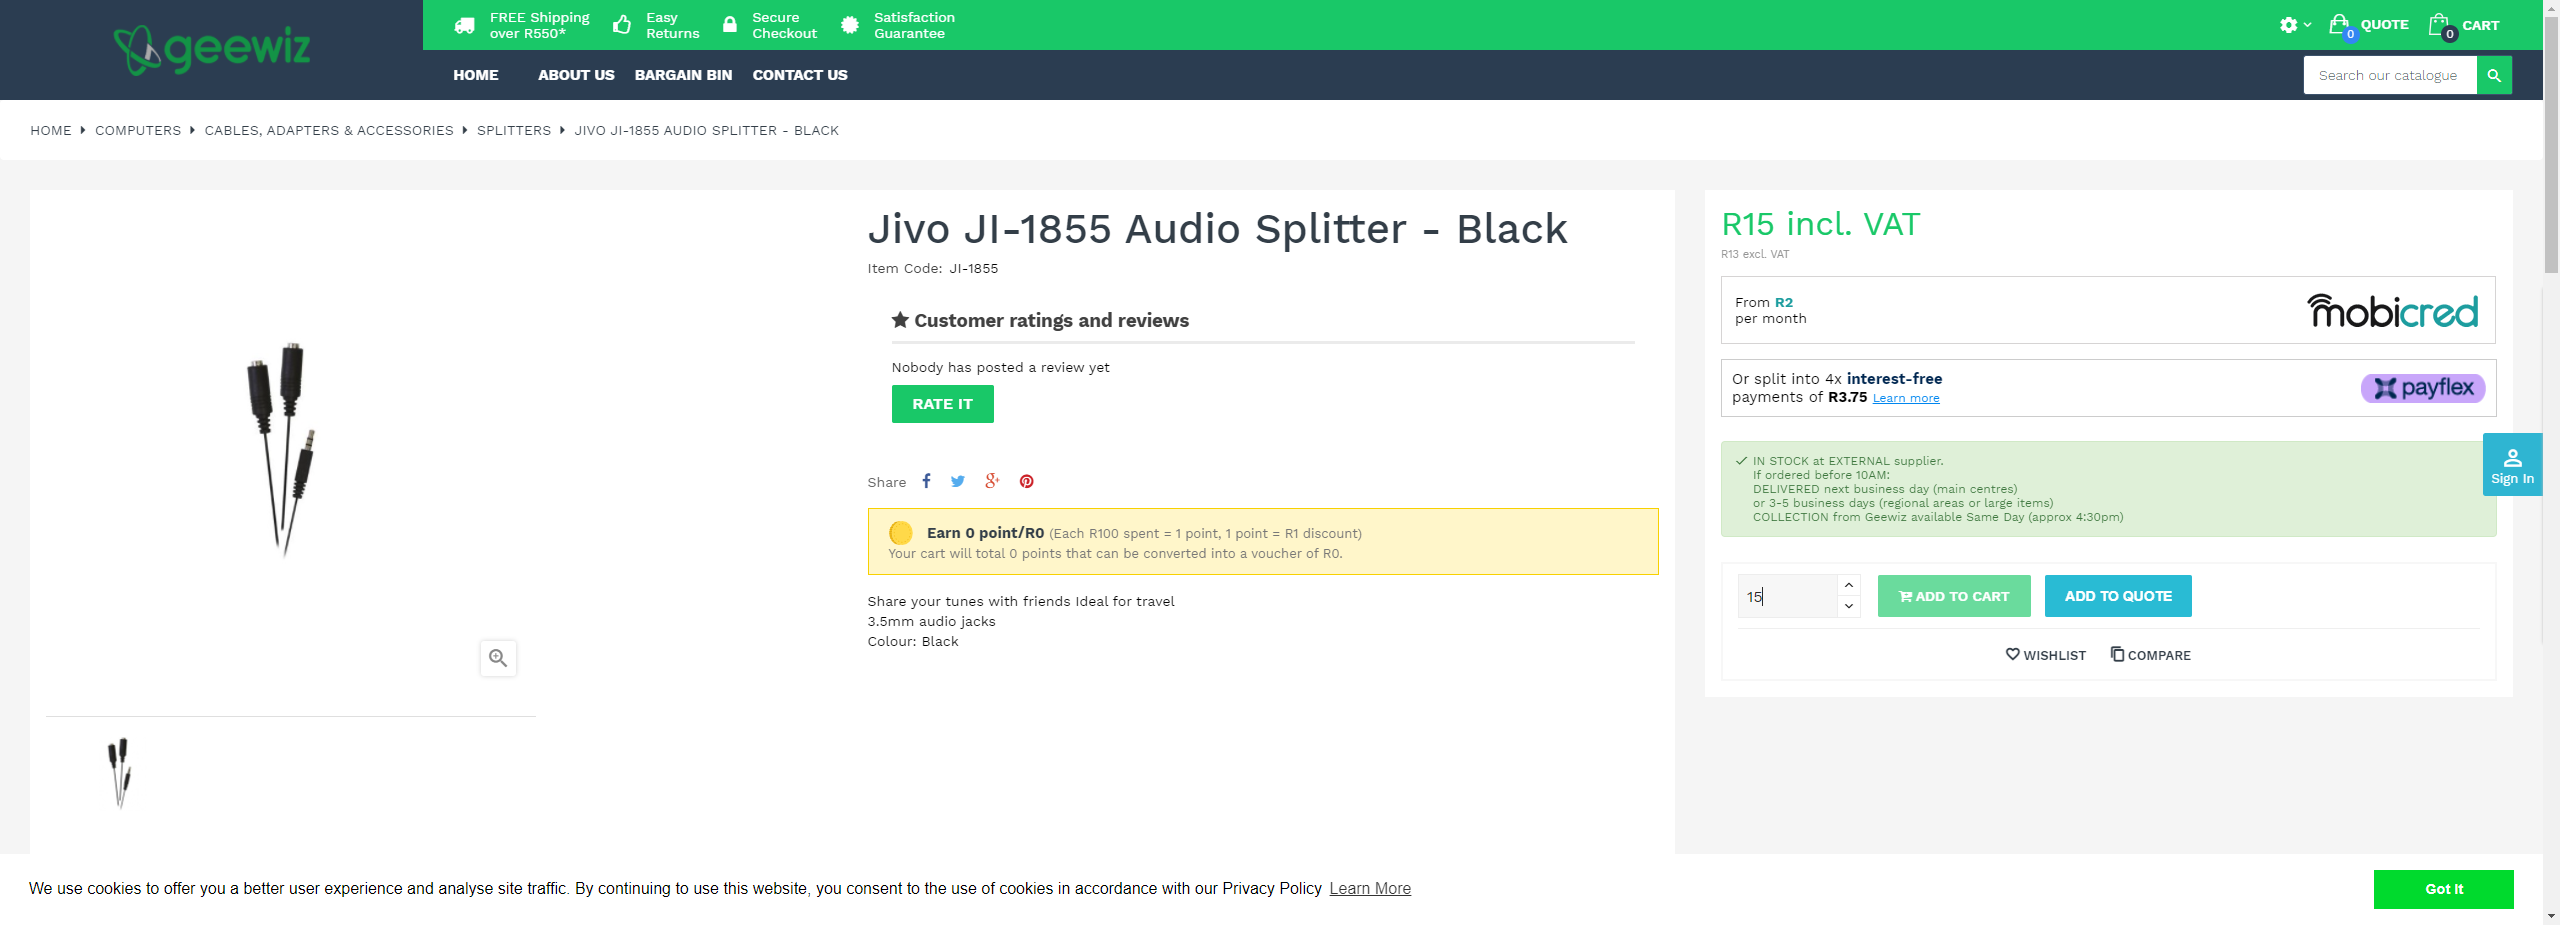 geewiz
FREE Shipping
over R550*
Easy
Returns
Secure
Checkout
Satisfaction
Guarantee
0
QUOTE
0
CART
HOME
ABOUT US
BARGAIN BIN
CONTACT US
Search our catalogue
HOME
COMPUTERS
CABLES, ADAPTERS & ACCESSORIES
SPLITTERS
JIVO JI-1855 AUDIO SPLITTER - BLACK
Jivo JI-1855 Audio Splitter - Black
Item Code: JI-1855
Customer ratings and reviews
Nobody has posted a review yet
RATE IT
Share
Earn 0 point/R0 (Each R100 spent = 1 point, 1 point = R1 discount)
Your cart will total 0 points that can be converted into a voucher of R0.
Share your tunes with friends Ideal for travel
3.5mm audio jacks
Colour: Black
R15 incl. VAT
R13 excl. VAT
From R2
per month
mobicred
Or split into 4x interest-free
payments of R3.75 Learn more
payflex
IN STOCK at EXTERNAL supplier.
If ordered before 10AM:
DELIVERED next business day (main centres)
or 3-5 business days (regional areas or large items)
COLLECTION from Geewiz available Same Day (approx 4:30pm)
Sign In
15
ADD TO CART
ADD TO QUOTE
WISHLIST
COMPARE
We use cookies to offer you a better user experience and analyse site traffic. By continuing to use this website, you consent to the use of cookies in accordance with our Privacy Policy Learn More
Got It